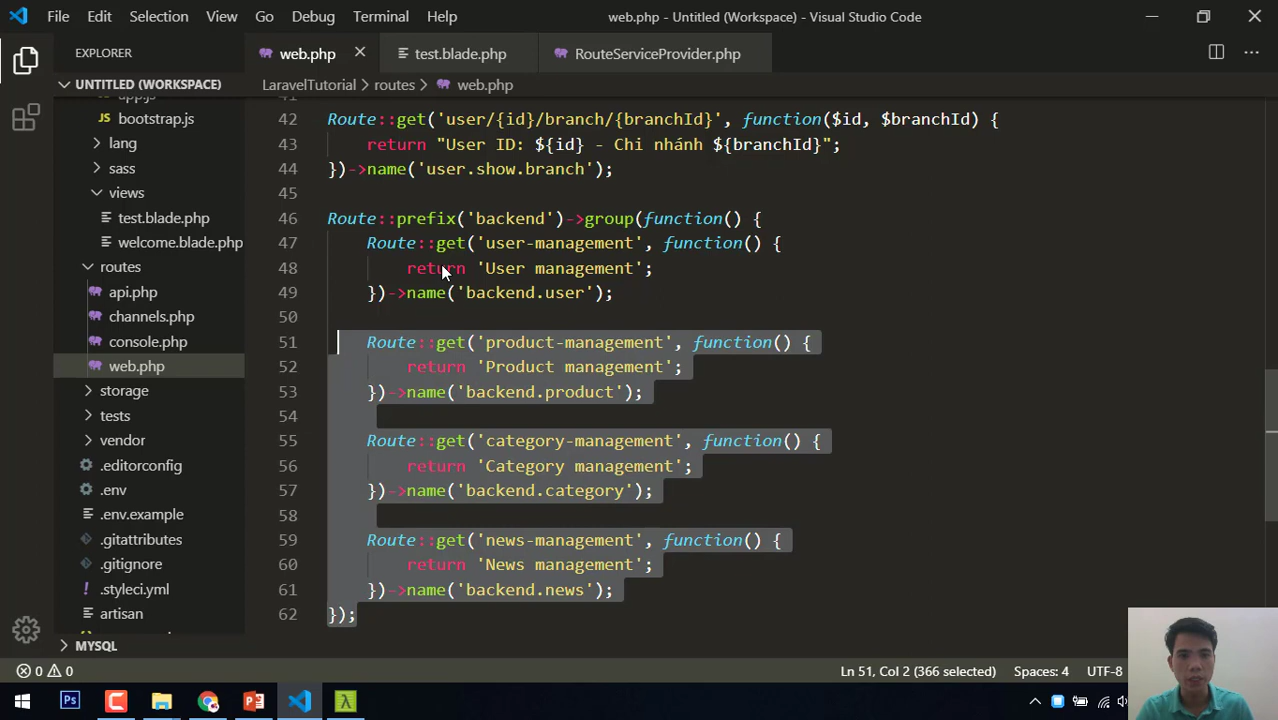 File Edit Selection View Go Debug Terminal Help web.php - Untitled (Workspace) - Visual Studio Code
EXPLORER
web.php test.blade.php RouteServiceProvider.php
UNTITLED (WORKSPACE)
LaravelTutorial > routes > web.php
app.js
bootstrap.js
lang
sass
views
test.blade.php
welcome.blade.php
routes
api.php
channels.php
console.php
web.php
storage
tests
vendor
.editorconfig
.env
.env.example
.gitattributes
.gitignore
.styleci.yml
artisan
MYSQL
41
42 Route::get('user/{id}/branch/{branchId}', function($id, $branchId) {
43 return "User ID: ${id} - Chi nhánh ${branchId}";
44 })->name('user.show.branch');
45
46 Route::prefix('backend')->group(function() {
47 Route::get('user-management', function() {
48 return 'User management';
49 })->name('backend.user');
50
51 Route::get('product-management', function() {
52 return 'Product management';
53 })->name('backend.product');
54
55 Route::get('category-management', function() {
56 return 'Category management';
57 })->name('backend.category');
58
59 Route::get('news-management', function() {
60 return 'News management';
61 })->name('backend.news');
62 });
0 0 Ln 51, Col 2 (366 selected) Spaces: 4 UTF-8
Ps